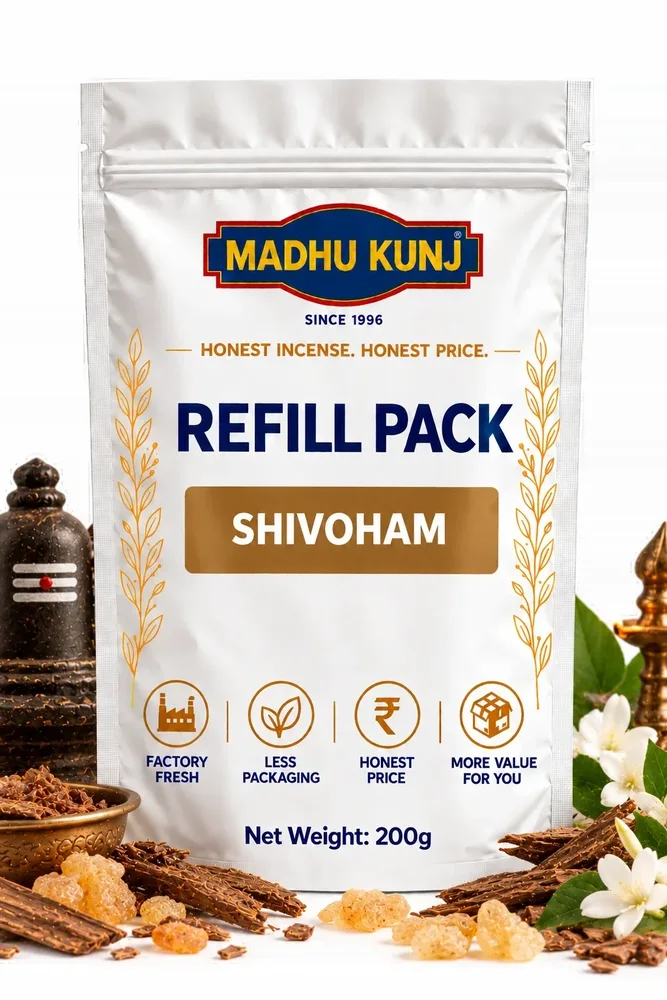 MADHU KUNJ®
SINCE 1996
HONEST INCENSE. HONEST PRICE.
REFILL PACK
SHIVOHAM
FACTORY FRESH
LESS PACKAGING
HONEST PRICE
MORE VALUE FOR YOU
Net Weight: 200g